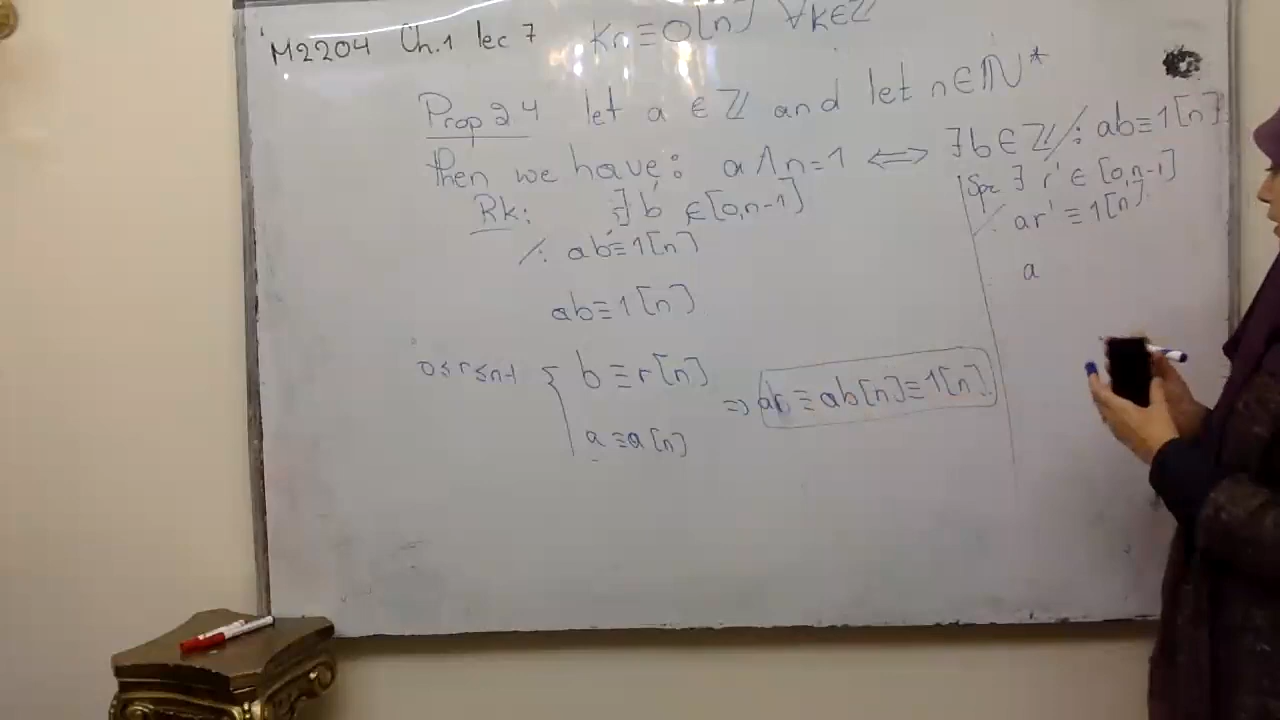 M2204 Ch.1 lec 7 Kn ≡ 0[n] ∀k∈ℤ
Prop 24 let a ∈ ℤ and let n∈ℕ*
then we have: a∧n=1 ⟺ ∃b∈ℤ/: ab≡1[n]
Rk: ∃ b' ∈[0,n-1]
/: ab'≡1[n]
ab≡1[n]
0≤r≤n-1 { b ≡r[n]
a ≡a[n]
=> ar ≡ ab[n]≡1[n]
Sps ∃ r' ∈ [0,n-1]
/: ar' ≡ 1[n]
a